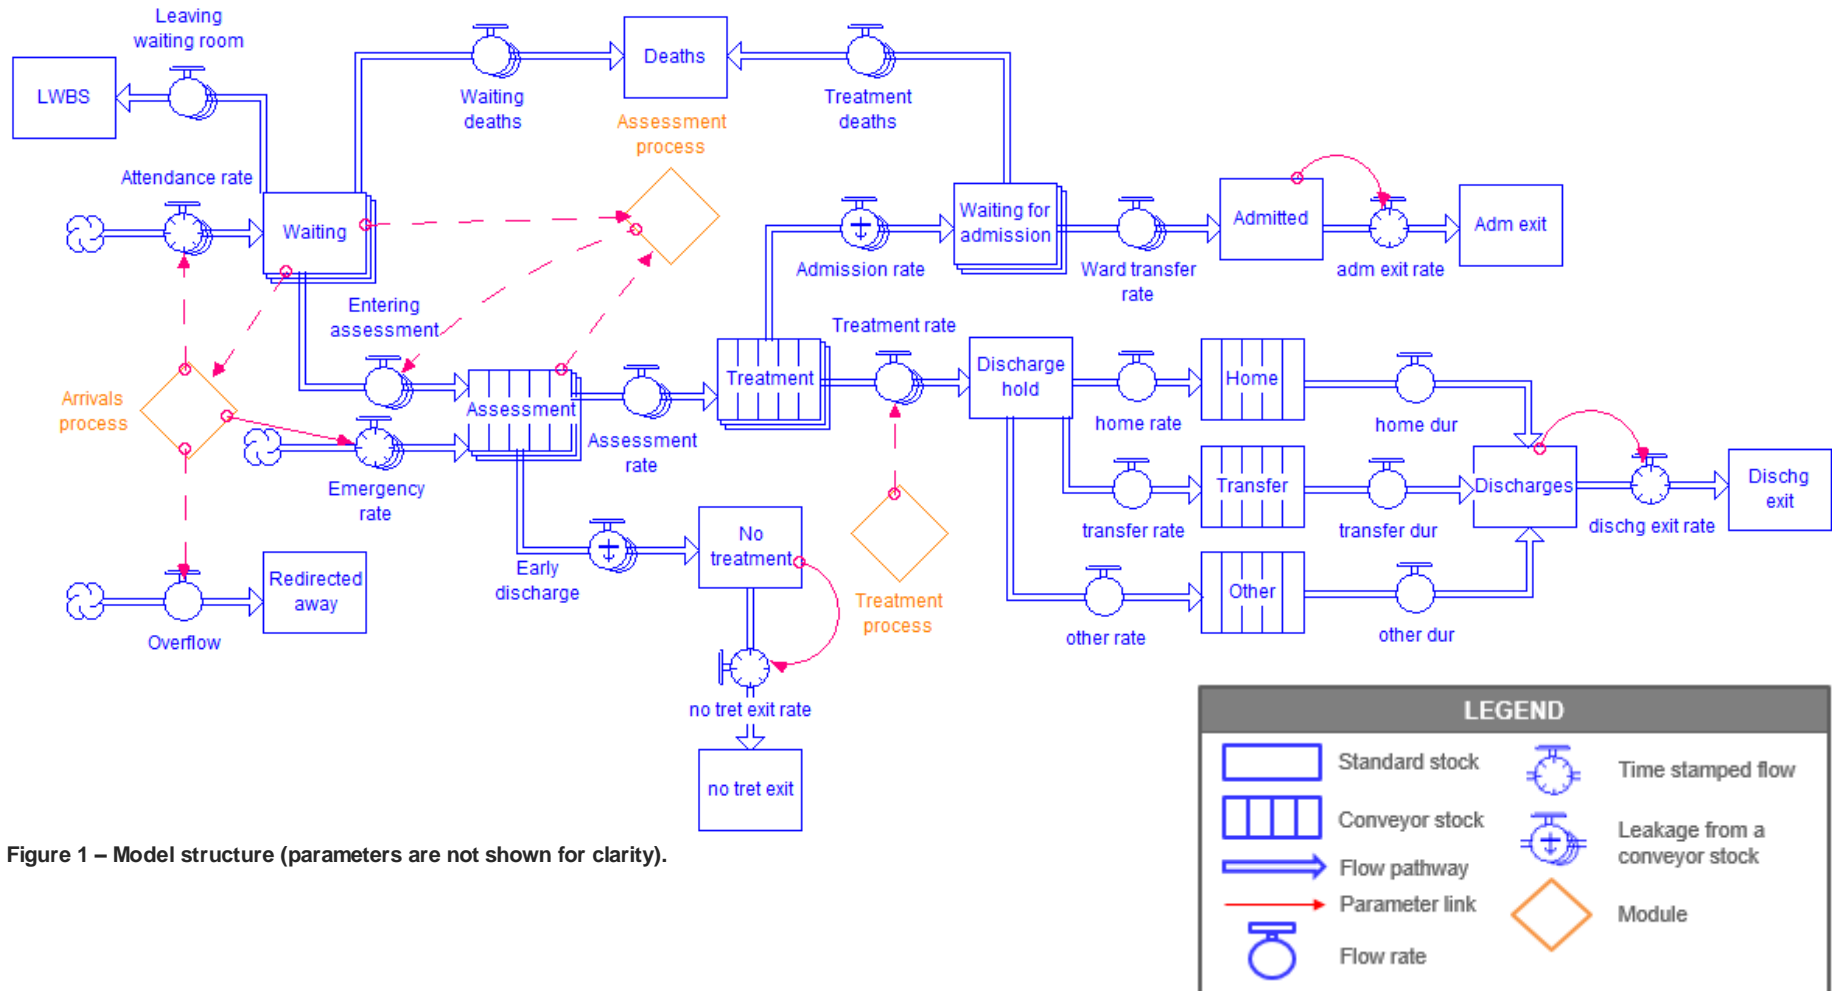 Leaving
waiting room
LWBS
Waiting
deaths
Deaths
Treatment
deaths
Assessment
process
Attendance rate
Waiting
Waiting for
admission
Admission rate
Ward transfer
rate
Admitted
adm exit rate
Adm exit
Entering
assessment
Arrivals
process
Emergency
rate
Assessment
Assessment
rate
Treatment
Treatment rate
Discharge
hold
home rate
Home
home dur
transfer rate
Transfer
transfer dur
Discharges
dischg exit rate
Dischg
exit
other rate
Other
other dur
Early
discharge
No
treatment
Treatment
process
Overflow
Redirected
away
no tret exit rate
no tret exit
LEGEND
Standard stock
Conveyor stock
Flow pathway
Parameter link
Flow rate
Time stamped flow
Leakage from a
conveyor stock
Module
Figure 1 – Model structure (parameters are not shown for clarity).